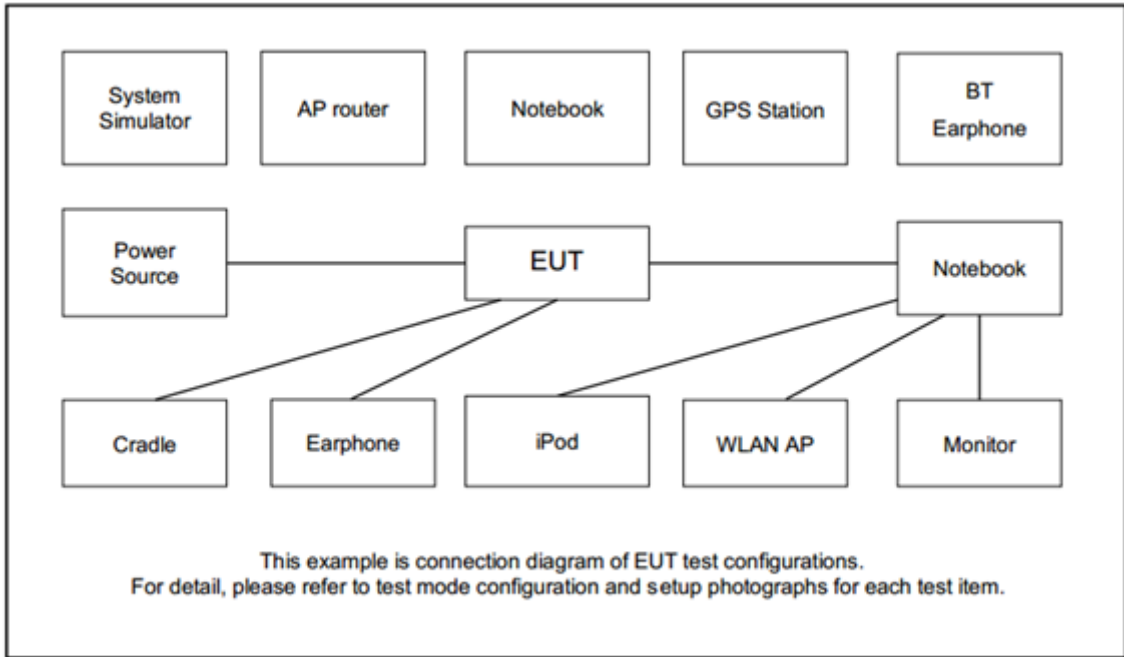 System
Simulator
AP router
Notebook
GPS Station
BT
Earphone
Power
Source
EUT
Notebook
Cradle
Earphone
iPod
WLAN AP
Monitor
This example is connection diagram of EUT test configurations.
For detail, please refer to test mode configuration and setup photographs for each test item.